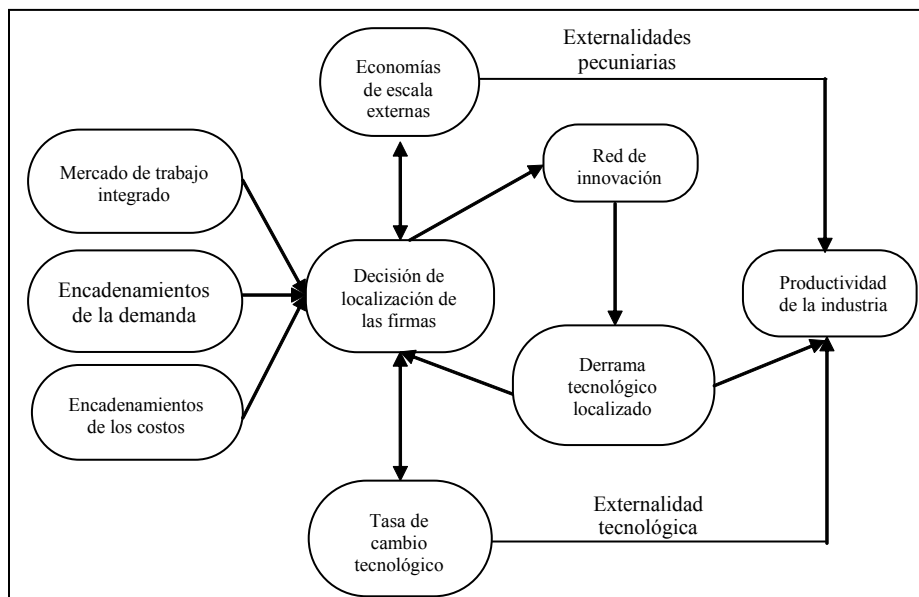 Externalidades
pecuniarias
Economías
de escala
externas
Red de
innovación
Mercado de trabajo
integrado
Encadenamientos
de la demanda
Encadenamientos
de los costos
Decisión de
localización de
las firmas
Productividad
de la industria
Derrama
tecnológico
localizado
Externalidad
tecnológica
Tasa de
cambio
tecnológico